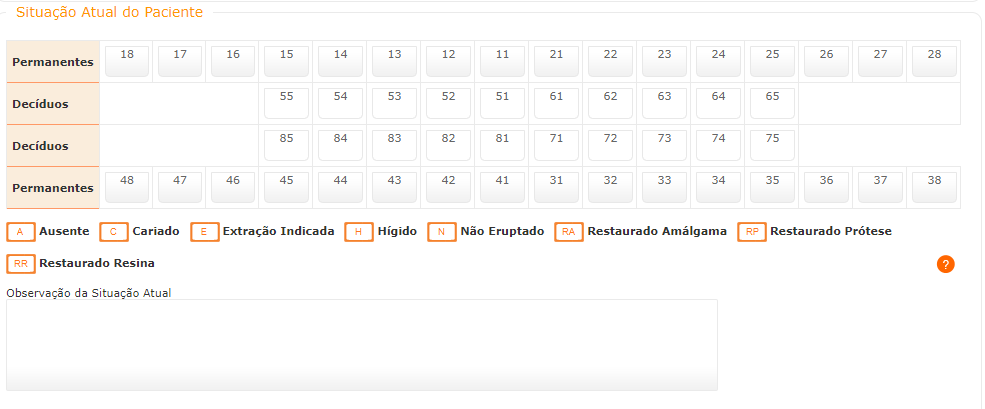 Situação Atual do Paciente
Permanentes 18 17 16 15 14 13 12 11 21 22 23 24 25 26 27 28
Decíduos 55 54 53 52 51 61 62 63 64 65
Decíduos 85 84 83 82 81 71 72 73 74 75
Permanentes 48 47 46 45 44 43 42 41 31 32 33 34 35 36 37 38
A Ausente C Cariado E Extração Indicada H Hígido N Não Eruptado RA Restaurado Amálgama RP Restaurado Prótese
RR Restaurado Resina ?
Observação da Situação Atual